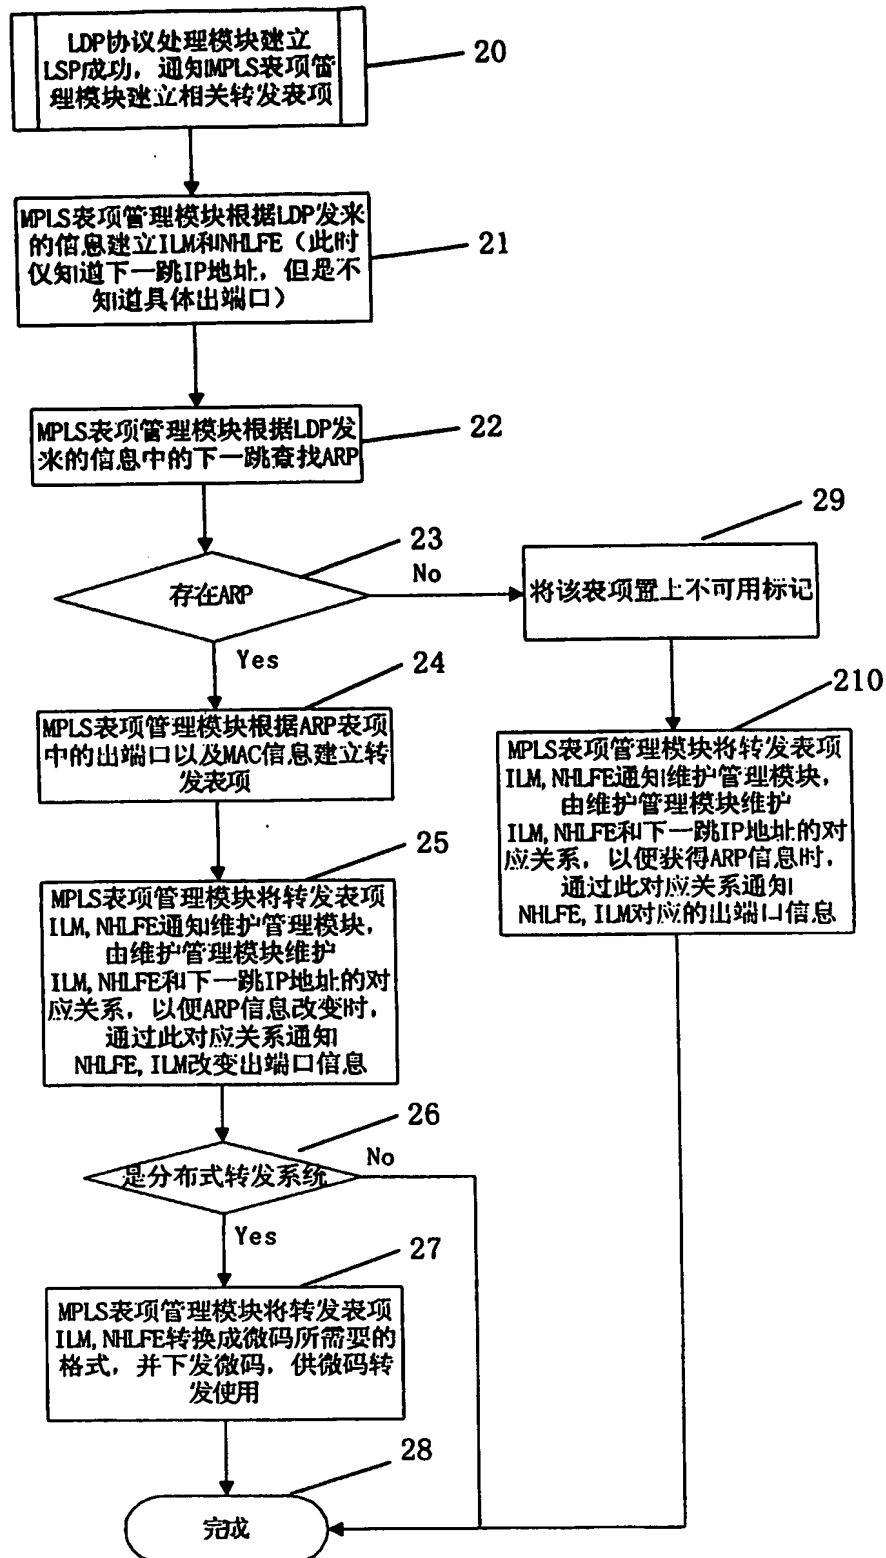 LDP协议处理模块建立
LSP成功，通知MPLS表项管
理模块建立相关转发表项
20
MPLS表项管理模块根据LDP发来
的信息建立ILM和NHLFE（此时
仅知道下一跳IP地址，但是不
知道具体出端口）
21
MPLS表项管理模块根据LDP发
来的信息中的下一跳查找ARP
22
存在ARP
23
No
Yes
将该表项置上不可用标记
29
MPLS表项管理模块根据ARP表项
中的出端口以及MAC信息建立转
发表项
24
MPLS表项管理模块将转发表项
ILM,NHLFE通知维护管理模块，
由维护管理模块维护
ILM,NHLFE和下一跳IP地址的对
应关系，以便获得ARP信息时，
通过此对应关系通知
NHLFE,ILM对应的出端口信息
210
MPLS表项管理模块将转发表项
ILM,NHLFE通知维护管理模块，
由维护管理模块维护
ILM,NHLFE和下一跳IP地址的对
应关系，以便ARP信息改变时，
通过此对应关系通知
NHLFE,ILM改变出端口信息
25
是分布式转发系统
26
No
Yes
MPLS表项管理模块将转发表项
ILM,NHLFE转换成微码所需要的
格式，并下发微码，供微码转
发使用
27
完成
28